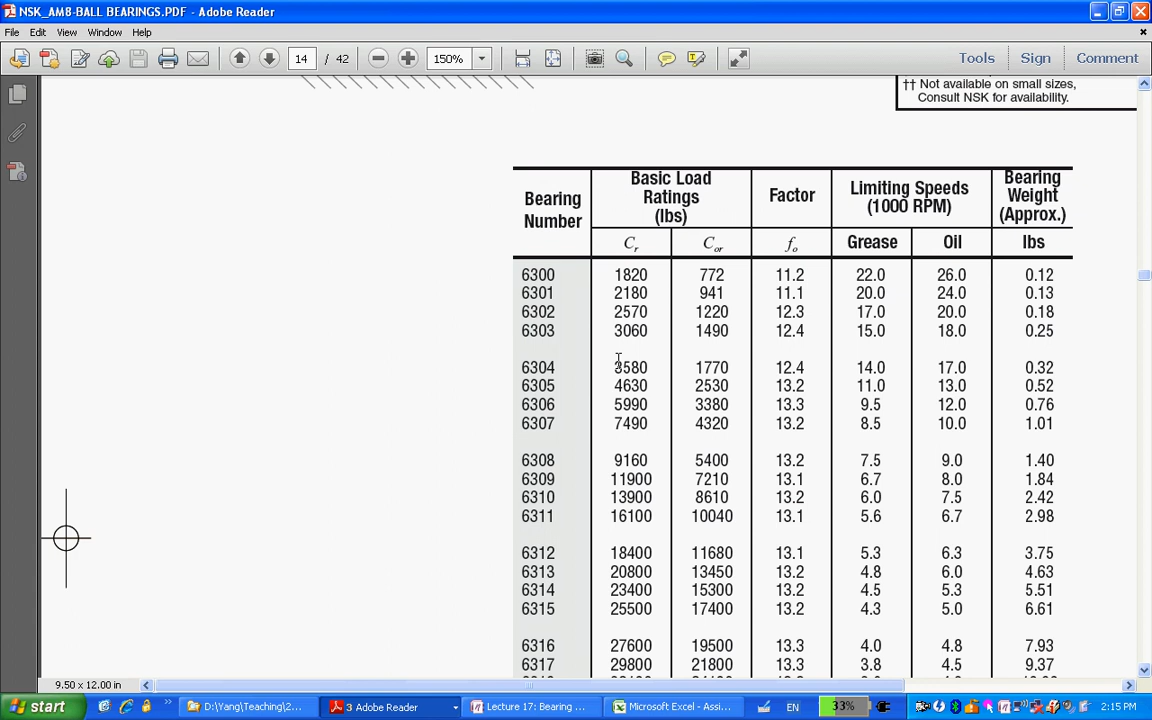 NSK_AM8-BALL BEARINGS.PDF - Adobe Reader
File Edit View Window Help
14 / 42 150% Tools Sign Comment
†† Not available on small sizes,
Consult NSK for availability.
Bearing Number Basic Load Ratings (lbs) Factor Limiting Speeds (1000 RPM) Bearing Weight (Approx.)
Cr Cor fo Grease Oil lbs
6300 1820 772 11.2 22.0 26.0 0.12
6301 2180 941 11.1 20.0 24.0 0.13
6302 2570 1220 12.3 17.0 20.0 0.18
6303 3060 1490 12.4 15.0 18.0 0.25
6304 3580 1770 12.4 14.0 17.0 0.32
6305 4630 2530 13.2 11.0 13.0 0.52
6306 5990 3380 13.3 9.5 12.0 0.76
6307 7490 4320 13.2 8.5 10.0 1.01
6308 9160 5400 13.2 7.5 9.0 1.40
6309 11900 7210 13.1 6.7 8.0 1.84
6310 13900 8610 13.2 6.0 7.5 2.42
6311 16100 10040 13.1 5.6 6.7 2.98
6312 18400 11680 13.1 5.3 6.3 3.75
6313 20800 13450 13.2 4.8 6.0 4.63
6314 23400 15300 13.2 4.5 5.3 5.51
6315 25500 17400 13.2 4.3 5.0 6.61
6316 27600 19500 13.3 4.0 4.8 7.93
6317 29800 21800 13.3 3.8 4.5 9.37
9.50 x 12.00 in
start D:\Yang\Teaching\2... 3 Adobe Reader Lecture 17: Bearing ... Microsoft Excel - Assi... EN 33% 2:15 PM